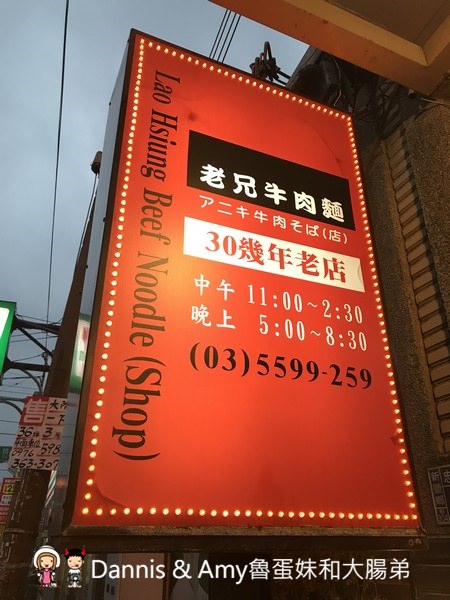 Lao Hsiung Beef Noodle (Shop)
老兄牛肉麵
アニキ牛肉そば(店)
30幾年老店
中午 11:00~2:30
晚上 5:00~8:30
(03)5599-259
售
Dannis & Amy魯蛋妹和大腸弟